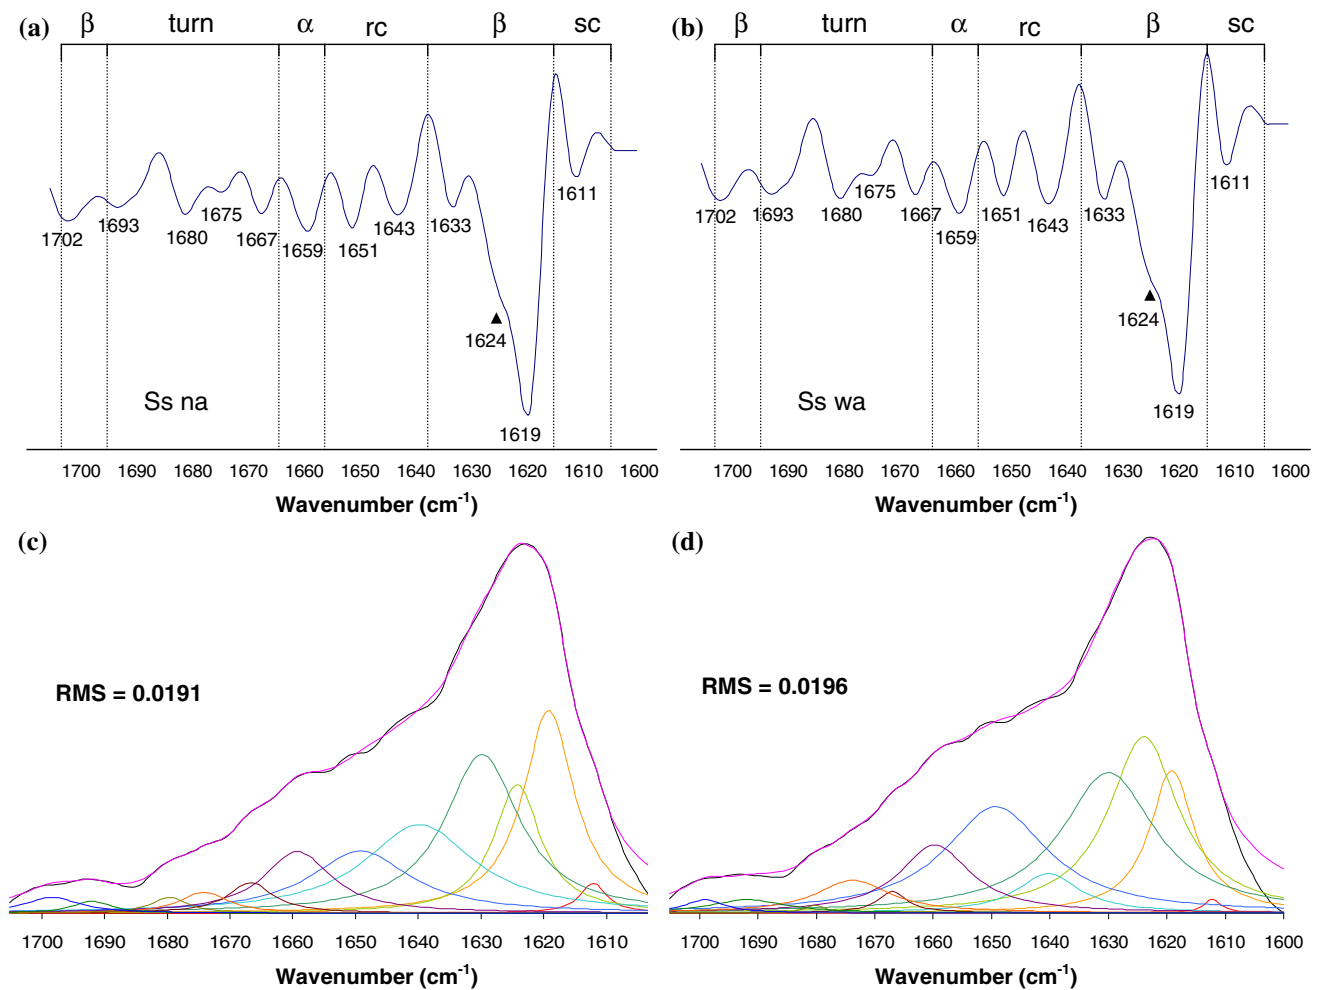 (a) β turn α rc β sc
1702 1693 1680 1675 1667 1659 1651 1643 1633 1624 1619 1611
Ss na
1700 1690 1680 1670 1660 1650 1640 1630 1620 1610 1600
Wavenumber (cm-1)
(b) β turn α rc β sc
1702 1693 1680 1675 1667 1659 1651 1643 1633 1624 1619 1611
Ss wa
1700 1690 1680 1670 1660 1650 1640 1630 1620 1610 1600
Wavenumber (cm-1)
(c)
RMS = 0.0191
1700 1690 1680 1670 1660 1650 1640 1630 1620 1610
Wavenumber (cm-1)
(d)
RMS = 0.0196
1700 1690 1680 1670 1660 1650 1640 1630 1620 1610 1600
Wavenumber (cm-1)